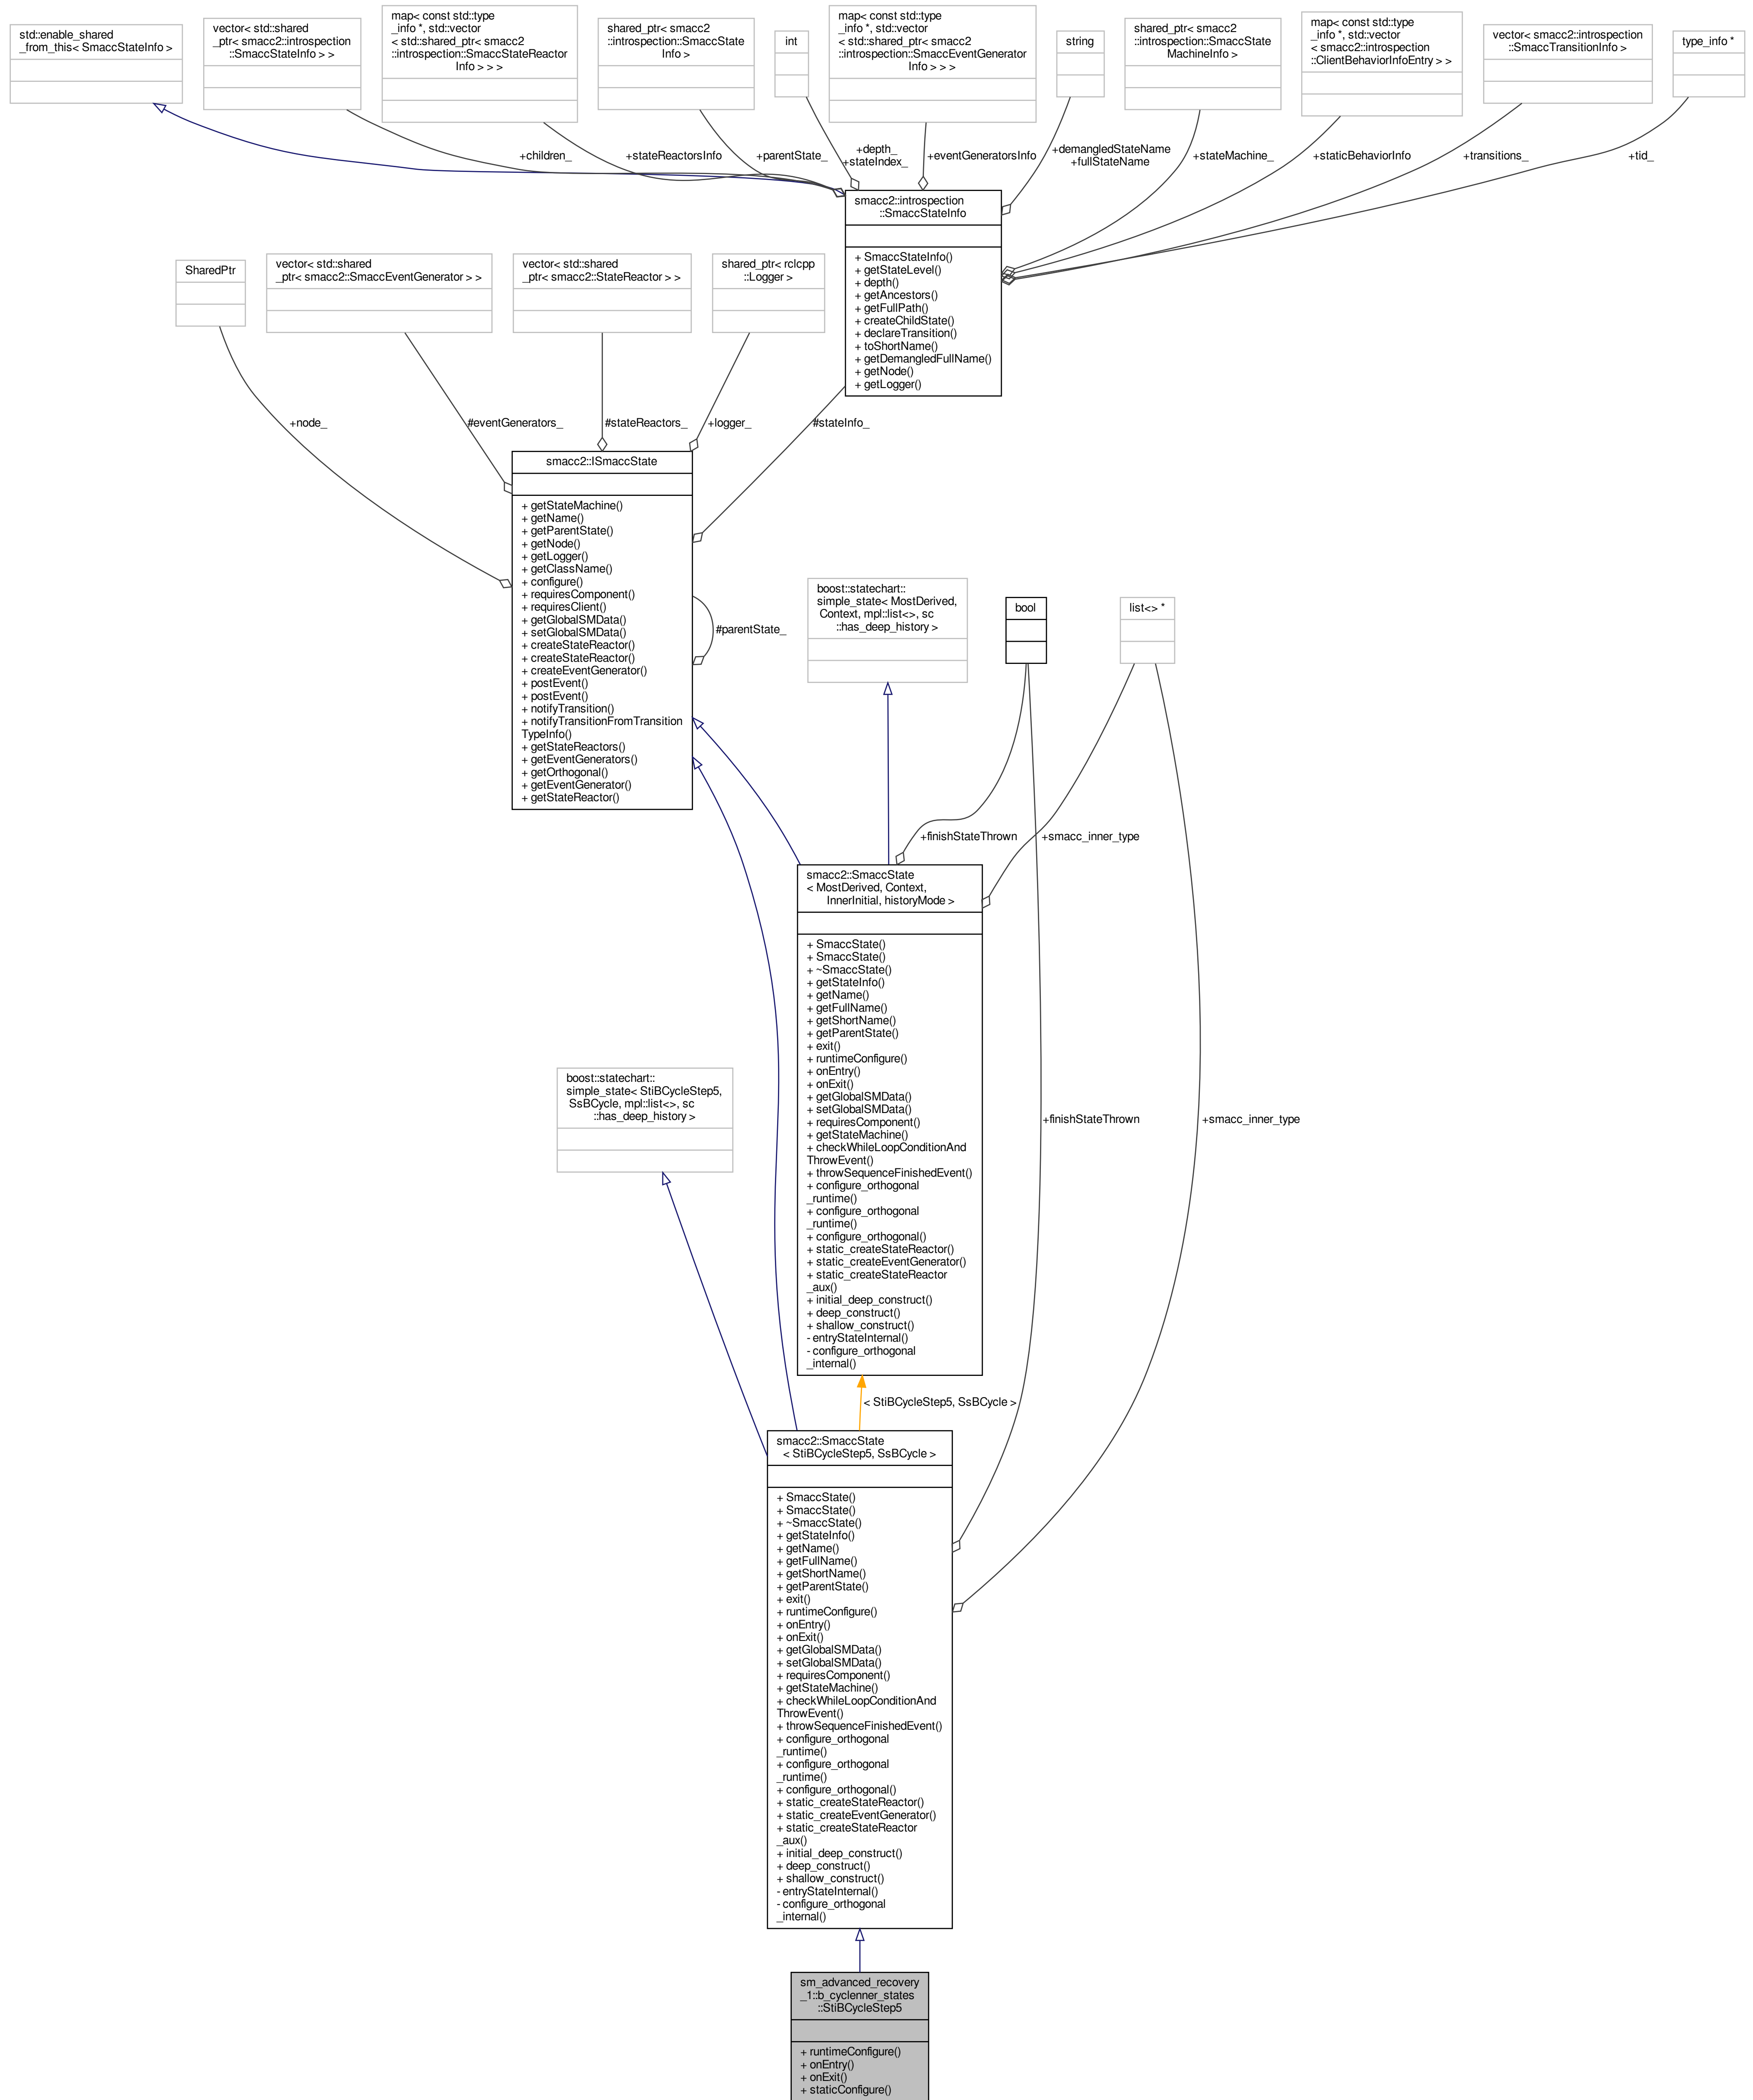 std::enable_shared
_from_this< SmaccStateInfo >
vector< std::shared
_ptr< smacc2::introspection
::SmaccStateInfo > >
map< const std::type
_info *, std::vector
< std::shared_ptr< smacc2
::introspection::SmaccStateReactor
Info > > >
shared_ptr< smacc2
::introspection::SmaccState
Info >
int
map< const std::type
_info *, std::vector
< std::shared_ptr< smacc2
::introspection::SmaccEventGenerator
Info > > >
string
shared_ptr< smacc2
::introspection::SmaccState
MachineInfo >
map< const std::type
_info *, std::vector
< smacc2::introspection
::ClientBehaviorInfoEntry > >
vector< smacc2::introspection
::SmaccTransitionInfo >
type_info *
+children_
+stateReactorsInfo
+parentState_
+depth_
+stateIndex_
+eventGeneratorsInfo
+demangledStateName
+fullStateName
+stateMachine_
+staticBehaviorInfo
+transitions_
+tid_
smacc2::introspection
::SmaccStateInfo
+ SmaccStateInfo()
+ getStateLevel()
+ depth()
+ getAncestors()
+ getFullPath()
+ createChildState()
+ declareTransition()
+ toShortName()
+ getDemangledFullName()
+ getNode()
+ getLogger()
SharedPtr
vector< std::shared
_ptr< smacc2::SmaccEventGenerator > >
vector< std::shared
_ptr< smacc2::StateReactor > >
shared_ptr< rclcpp
::Logger >
+node_
#eventGenerators_
#stateReactors_
+logger_
#stateInfo_
smacc2::ISmaccState
+ getStateMachine()
+ getName()
+ getParentState()
+ getNode()
+ getLogger()
+ getClassName()
+ configure()
+ requiresComponent()
+ requiresClient()
+ getGlobalSMData()
+ setGlobalSMData()
+ createStateReactor()
+ createStateReactor()
+ createEventGenerator()
+ postEvent()
+ postEvent()
+ notifyTransition()
+ notifyTransitionFromTransition
TypeInfo()
+ getStateReactors()
+ getEventGenerators()
+ getOrthogonal()
+ getEventGenerator()
+ getStateReactor()
#parentState_
boost::statechart::
simple_state< MostDerived,
Context, mpl::list<>, sc
::has_deep_history >
bool
list<> *
+finishStateThrown
+smacc_inner_type
smacc2::SmaccState
< MostDerived, Context,
InnerInitial, historyMode >
+ SmaccState()
+ SmaccState()
+ ~SmaccState()
+ getStateInfo()
+ getName()
+ getFullName()
+ getShortName()
+ getParentState()
+ exit()
+ runtimeConfigure()
+ onEntry()
+ onExit()
+ getGlobalSMData()
+ setGlobalSMData()
+ requiresComponent()
+ getStateMachine()
+ checkWhileLoopConditionAnd
ThrowEvent()
+ throwSequenceFinishedEvent()
+ configure_orthogonal
_runtime()
+ configure_orthogonal
_runtime()
+ configure_orthogonal()
+ static_createStateReactor()
+ static_createEventGenerator()
+ static_createStateReactor
_aux()
+ initial_deep_construct()
+ deep_construct()
+ shallow_construct()
- entryStateInternal()
- configure_orthogonal
_internal()
boost::statechart::
simple_state< StiBCycleStep5,
SsBCycle, mpl::list<>, sc
::has_deep_history >
+finishStateThrown
+smacc_inner_type
< StiBCycleStep5, SsBCycle >
smacc2::SmaccState
< StiBCycleStep5, SsBCycle >
+ SmaccState()
+ SmaccState()
+ ~SmaccState()
+ getStateInfo()
+ getName()
+ getFullName()
+ getShortName()
+ getParentState()
+ exit()
+ runtimeConfigure()
+ onEntry()
+ onExit()
+ getGlobalSMData()
+ setGlobalSMData()
+ requiresComponent()
+ getStateMachine()
+ checkWhileLoopConditionAnd
ThrowEvent()
+ throwSequenceFinishedEvent()
+ configure_orthogonal
_runtime()
+ configure_orthogonal
_runtime()
+ configure_orthogonal()
+ static_createStateReactor()
+ static_createEventGenerator()
+ static_createStateReactor
_aux()
+ initial_deep_construct()
+ deep_construct()
+ shallow_construct()
- entryStateInternal()
- configure_orthogonal
_internal()
sm_advanced_recovery
_1::b_cyclenner_states
::StiBCycleStep5
+ runtimeConfigure()
+ onEntry()
+ onExit()
+ staticConfigure()